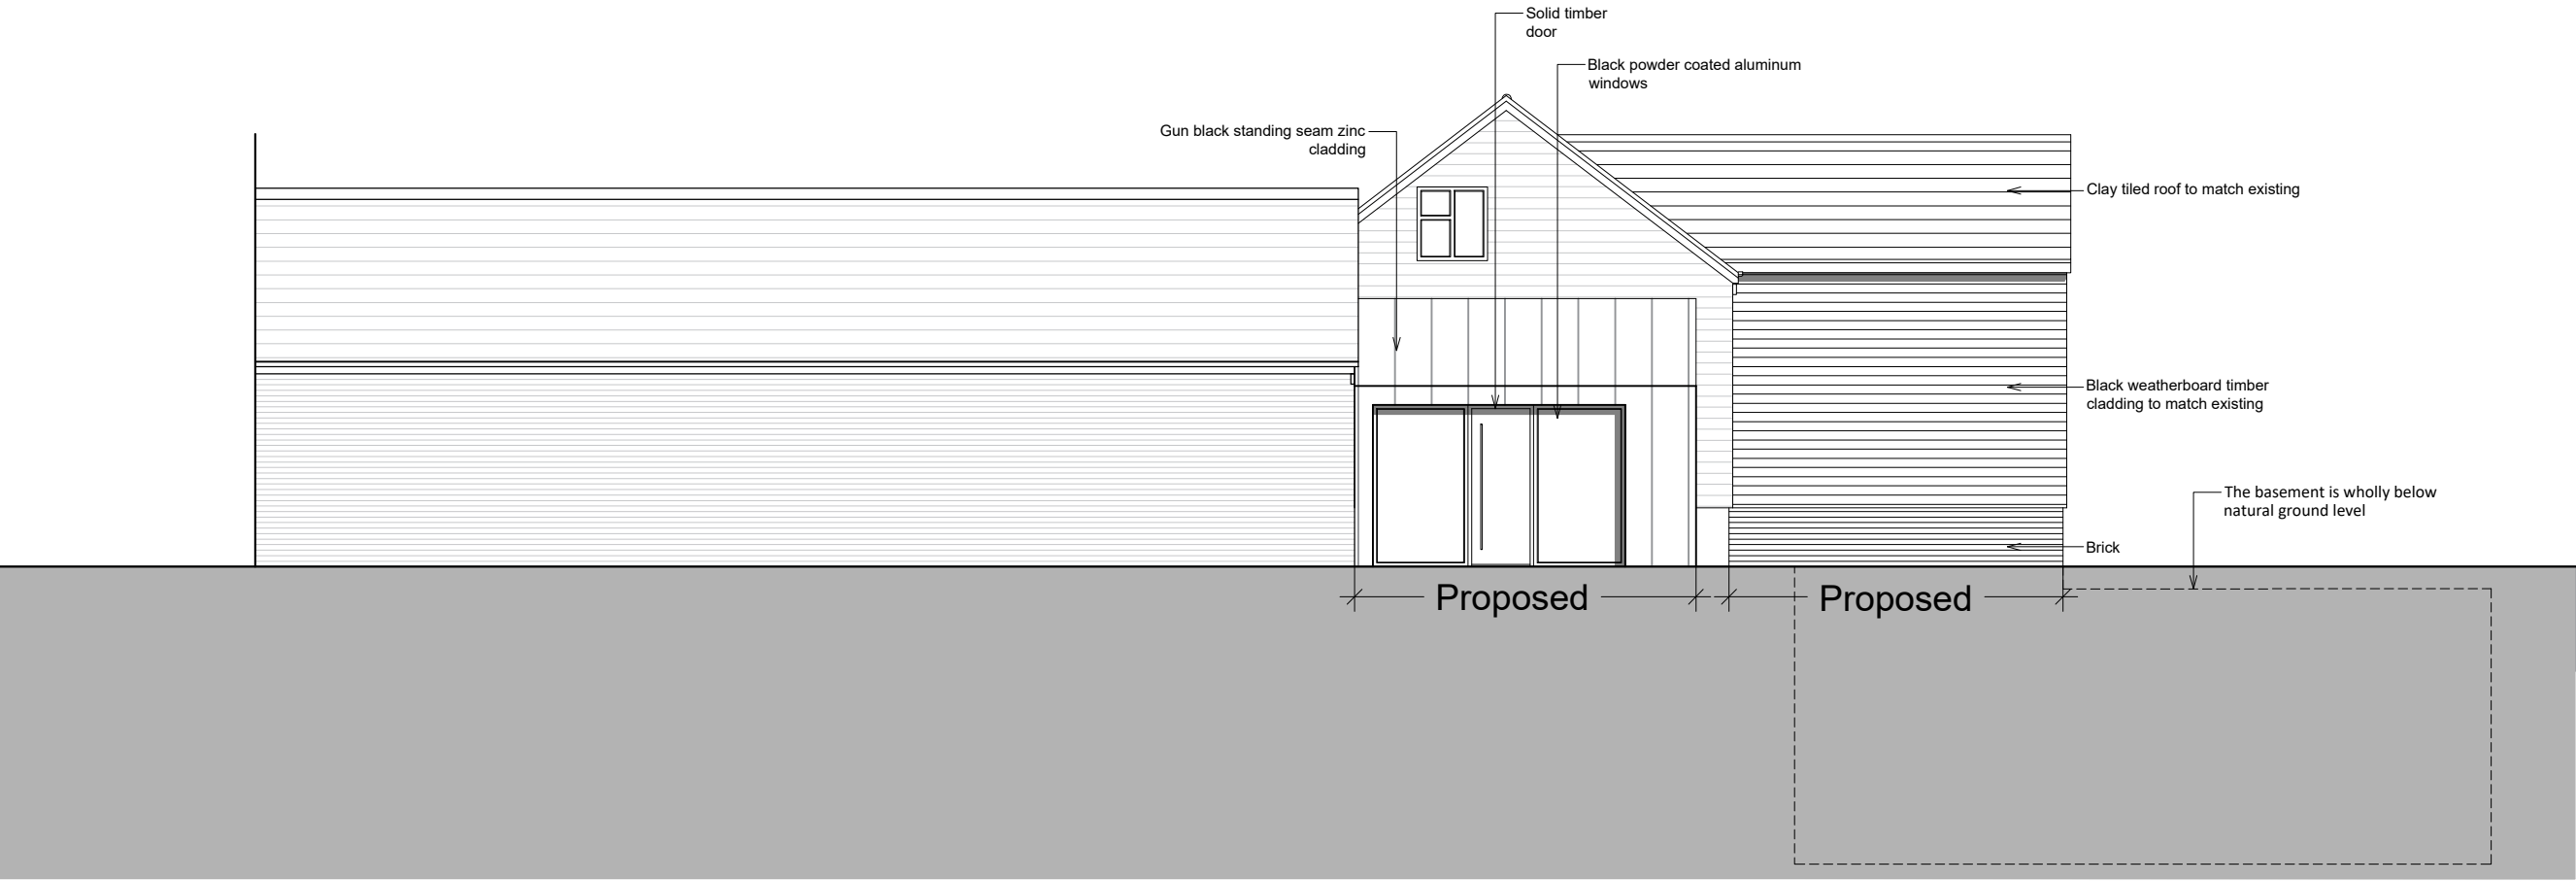 Solid timber
door
Black powder coated aluminum
windows
Gun black standing seam zinc
cladding
Clay tiled roof to match existing
Black weatherboard timber
cladding to match existing
The basement is wholly below
natural ground level
Brick
Proposed
Proposed